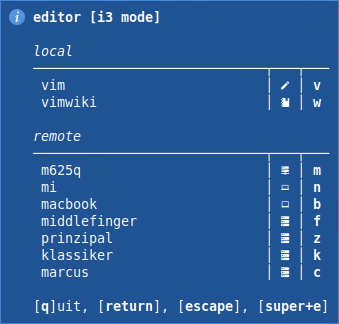 editor [i3 mode]
local
vim v
vimwiki w
remote
m625q m
mi n
macbook b
middlefinger f
prinzipal z
klassiker k
marcus c
[q]uit, [return], [escape], [super+e]